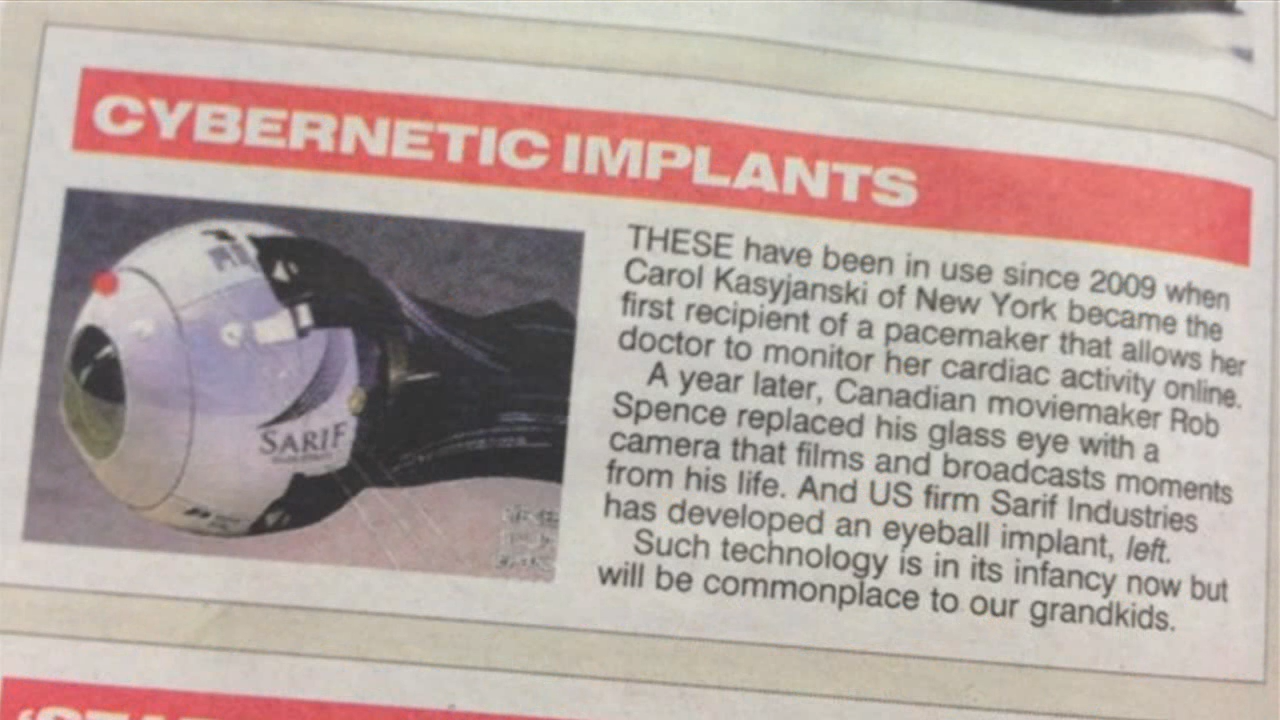 CYBERNETIC IMPLANTS
SARIF
THESE have been in use since 2009 when
Carol Kasyjanski of New York became the
first recipient of a pacemaker that allows her
doctor to monitor her cardiac activity online.
A year later, Canadian moviemaker Rob
Spence replaced his glass eye with a
camera that films and broadcasts moments
from his life. And US firm Sarif Industries
has developed an eyeball implant, left.
Such technology is in its infancy now but
will be commonplace to our grandkids.